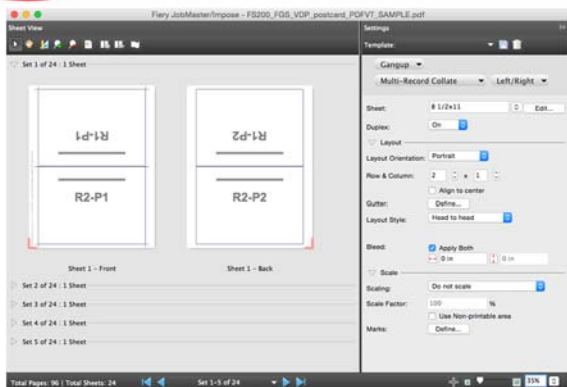 Fiery JobMaster/Impose - FS200_FGS_VDP_postcard_PDFVT_SAMPLE.pdf
Sheet View
Set 1 of 24 : 1 Sheet
R1-P1
R1-P2
R2-P1
R2-P2
Sheet 1 - Front
Sheet 1 - Back
Set 2 of 24 : 1 Sheet
Set 3 of 24 : 1 Sheet
Set 4 of 24 : 1 Sheet
Set 5 of 24 : 1 Sheet
Total Pages: 96 | Total Sheets: 24
Set 1-5 of 24
35%
Settings
Template:
Gangup
Multi-Record Collate
Left/Right
Sheet: 8 1/2x11 Edit...
Duplex: On
Layout
Layout Orientation: Portrait
Row & Column: 2 x 1
Align to center
Gutter: Define...
Layout Style: Head to head
Bleed: Apply Both
0 in 0 in
Scale
Scaling: Do not scale
Scale Factor: 100 %
Use Non-printable area
Marks: Define...